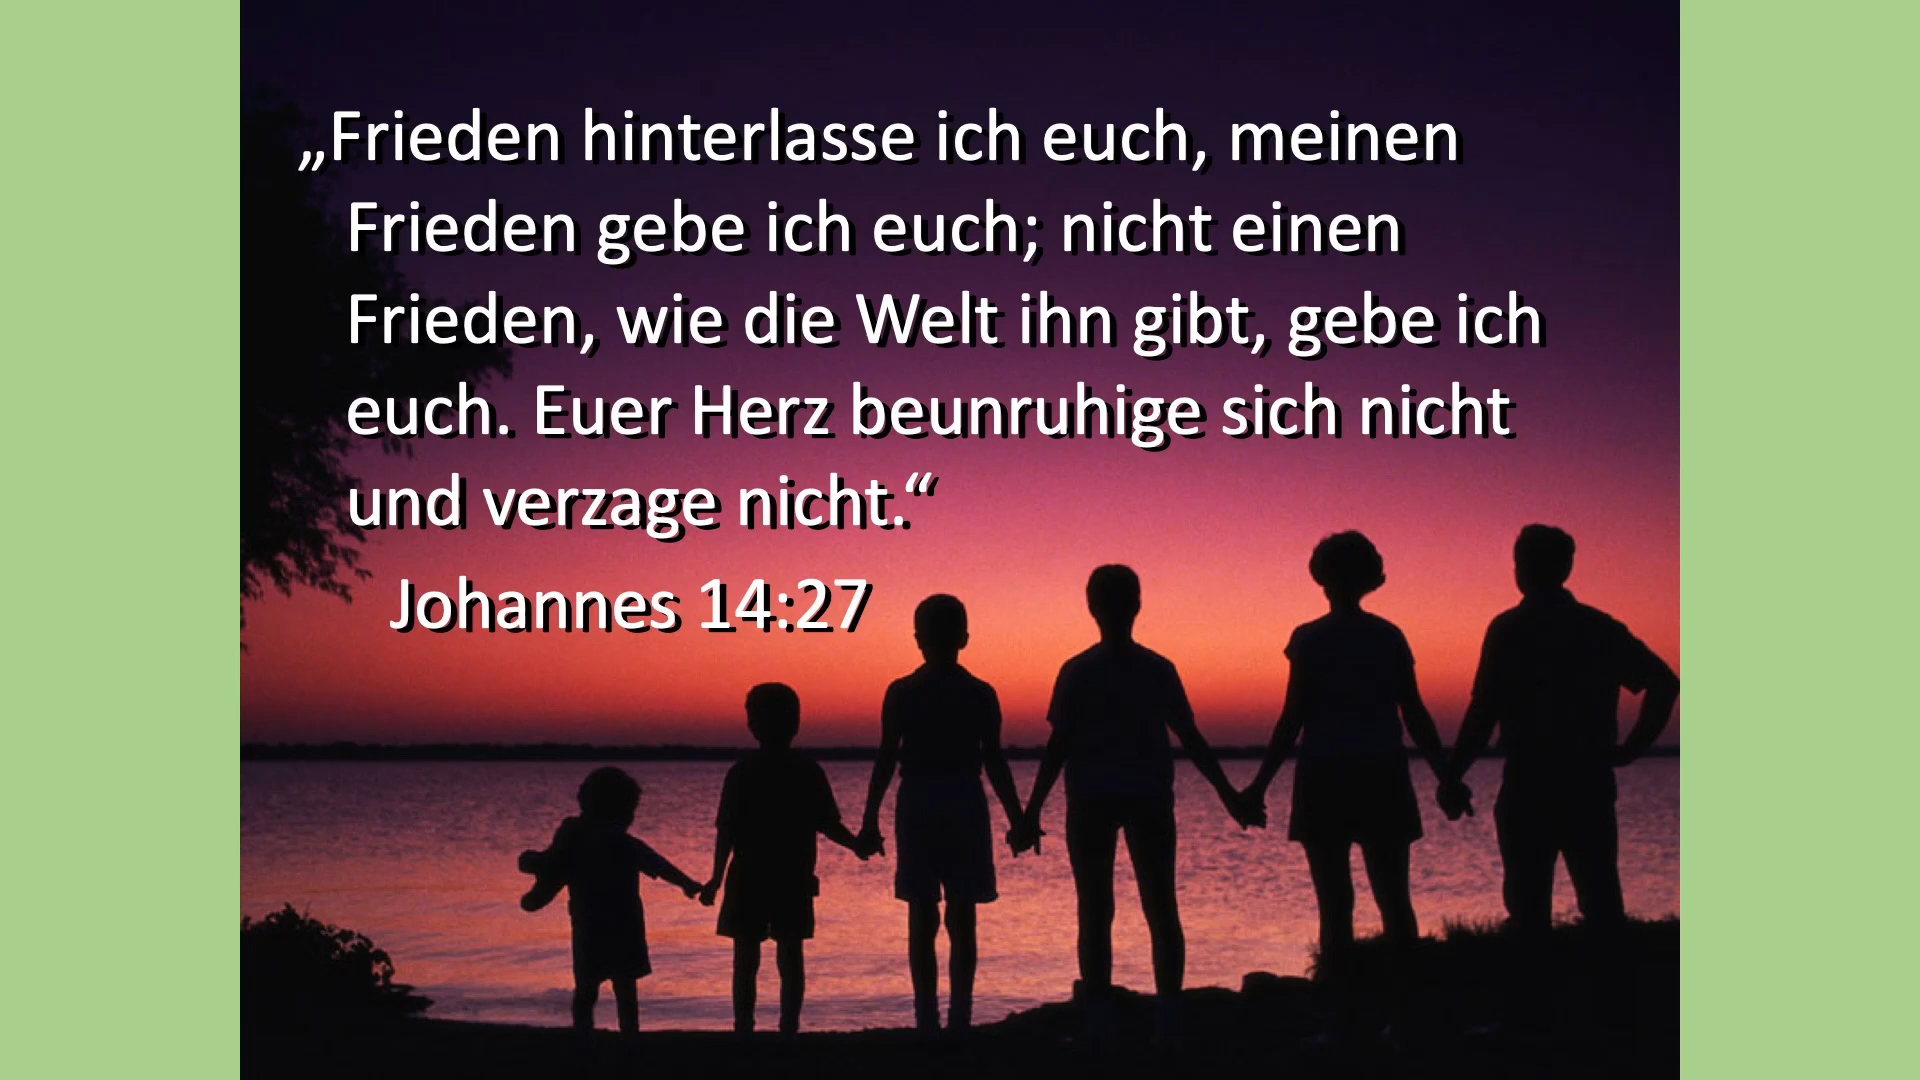 „Frieden hinterlasse ich euch, meinen
Frieden gebe ich euch; nicht einen
Frieden, wie die Welt ihn gibt, gebe ich
euch. Euer Herz beunruhige sich nicht
und verzage nicht.“
Johannes 14:27